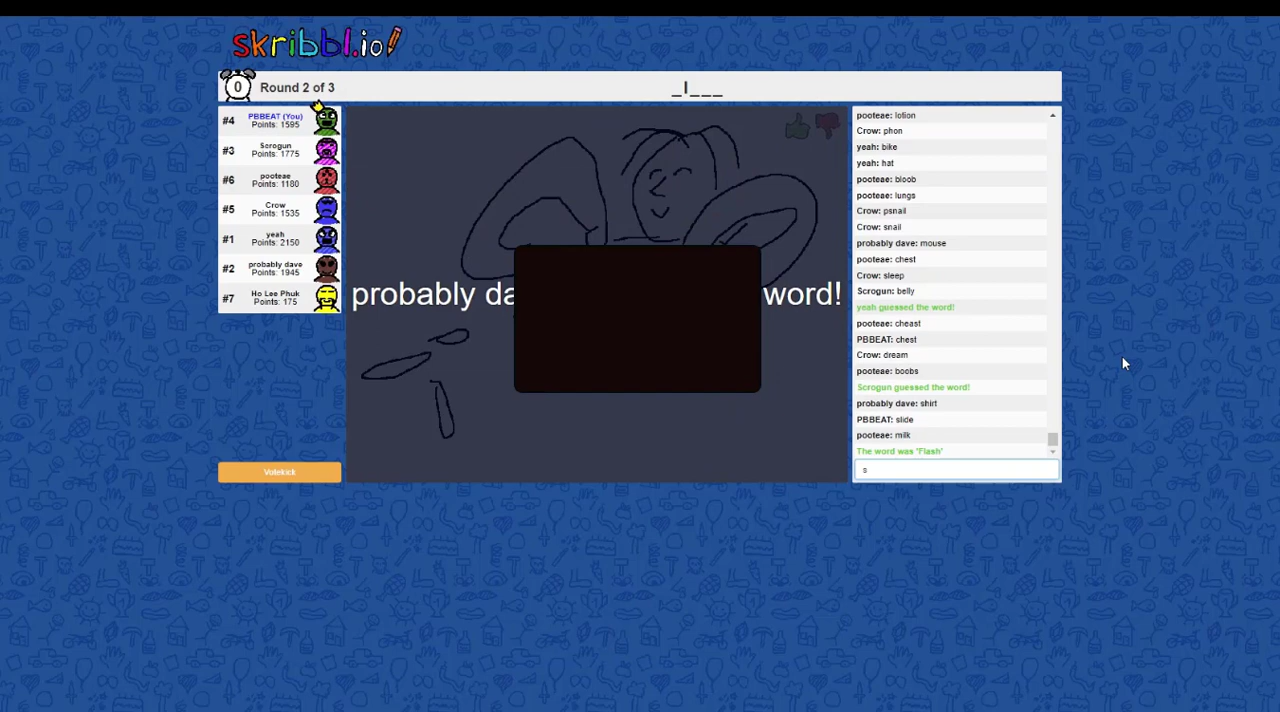 skribbl.io
0
Round 2 of 3
_l___
#4 PBBEAT (You)
Points: 1595
#3 Scrogun
Points: 1775
#6 pooteae
Points: 1180
#5 Crow
Points: 1535
#1 yeah
Points: 2150
#2 probably dave
Points: 1945
#7 Ho Lee Phuk
Points: 175
Votekick
probably da word!
pooteae: lotion
Crow: phon
yeah: bike
yeah: hat
pooteae: bloob
pooteae: lungs
Crow: psnail
Crow: snail
probably dave: mouse
pooteae: chest
Crow: sleep
Scrogun: belly
yeah guessed the word!
pooteae: cheast
PBBEAT: chest
Crow: dream
pooteae: boobs
Scrogun guessed the word!
probably dave: shirt
PBBEAT: slide
pooteae: milk
The word was 'Flash'
s